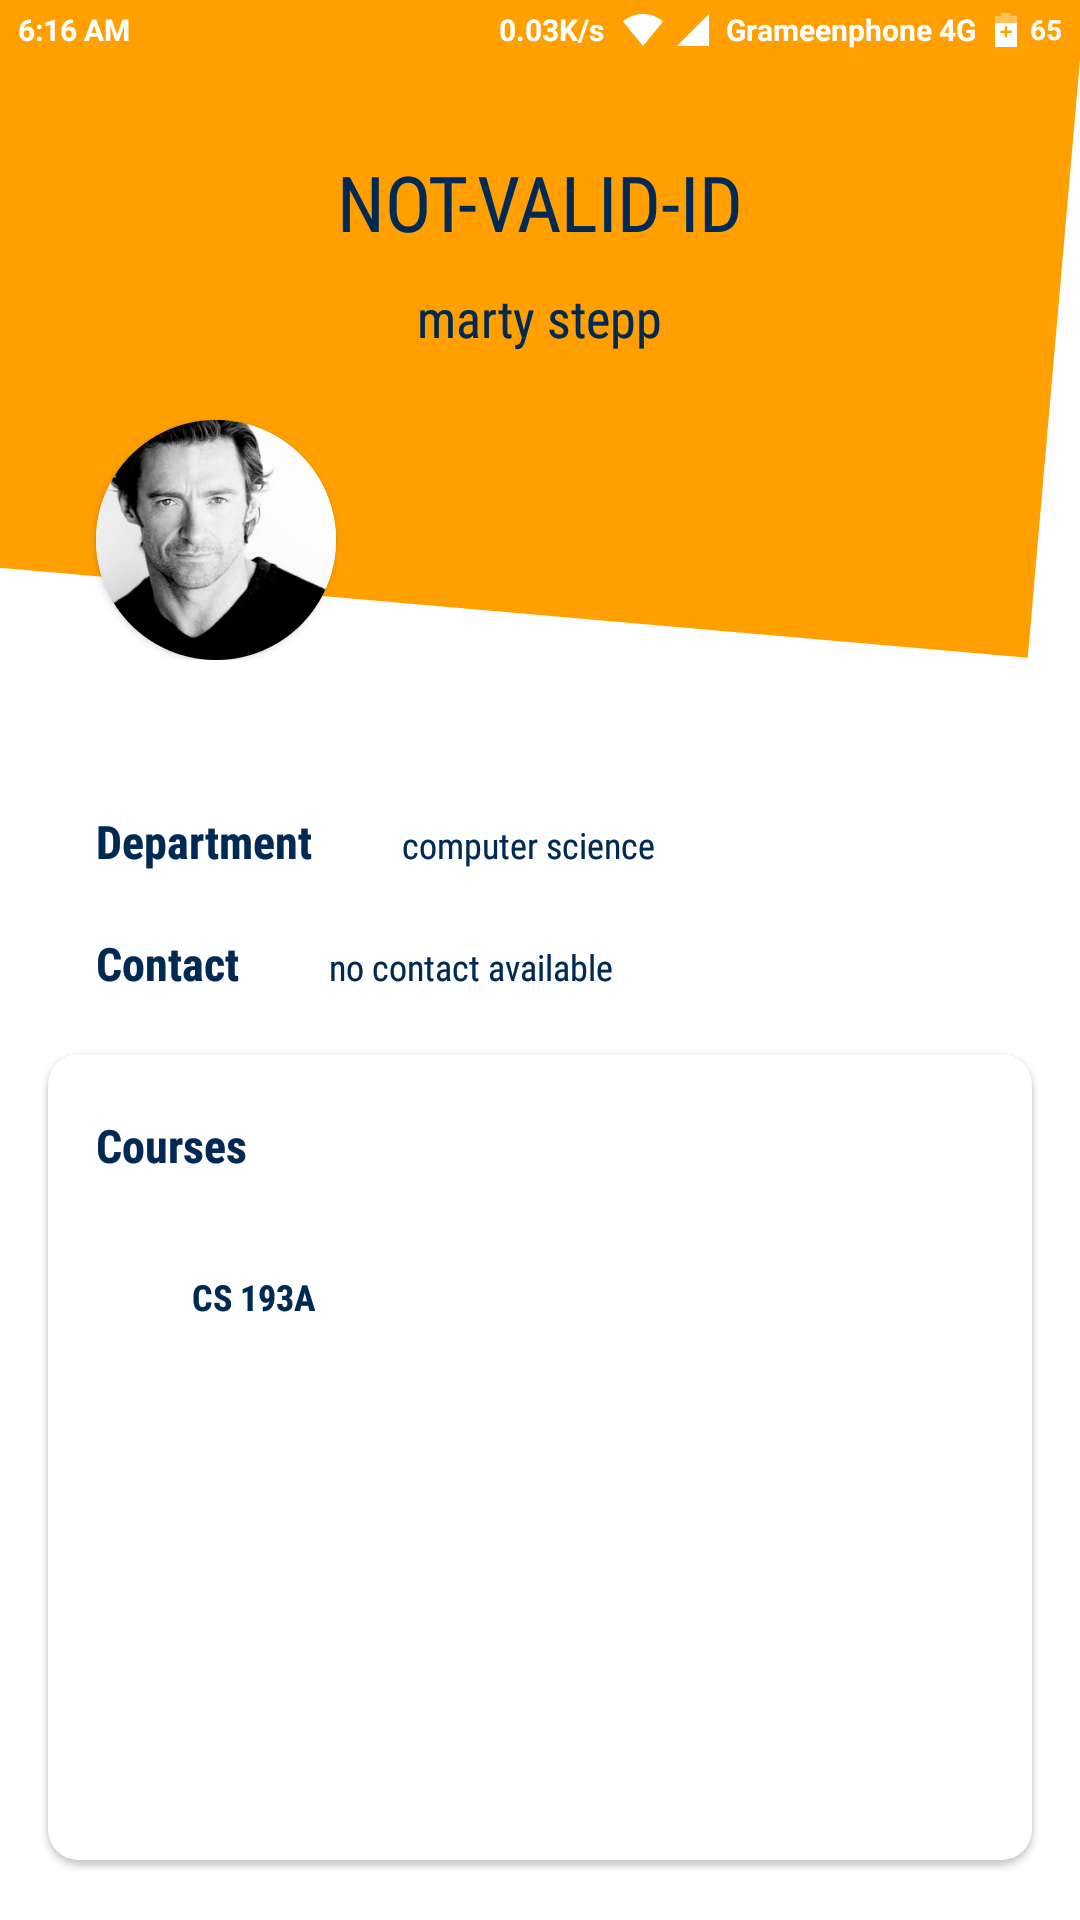 6:16 AM 0.03K/s Grameenphone 4G 65
NOT-VALID-ID
marty stepp
Department computer science
Contact no contact available
Courses
CS 193A